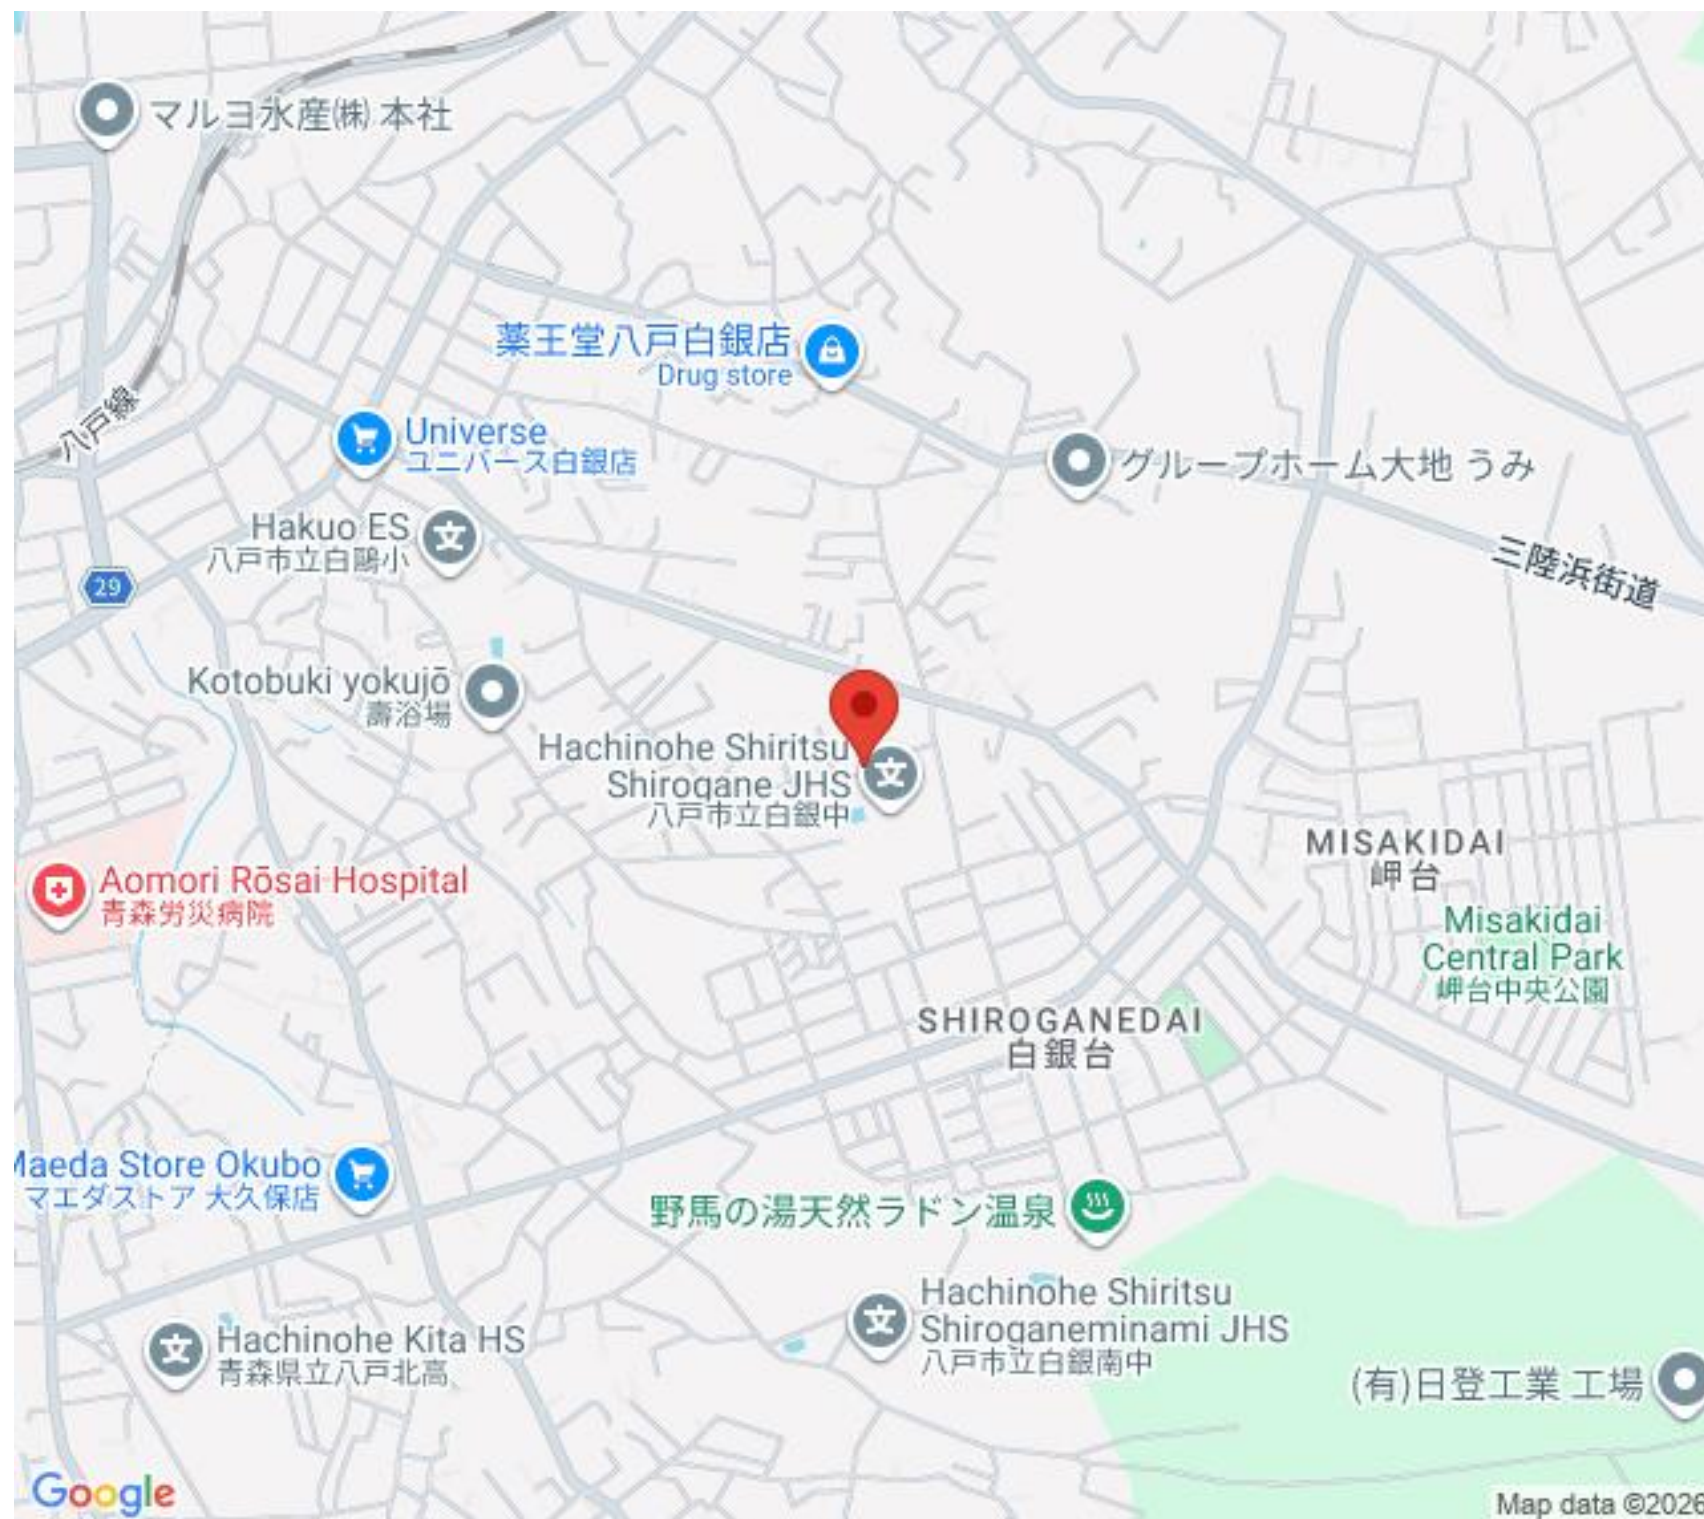 マルヨ水産㈱ 本社
薬王堂八戸白銀店
Drug store
八戸線
Universe
ユニバース白銀店
グループホーム大地 うみ
Hakuo ES
八戸市立白鷗小
29
三陸浜街道
Kotobuki yokujō
壽浴場
Hachinohe Shiritsu
Shirogane JHS
八戸市立白銀中
MISAKIDAI
岬台
Aomori Rōsai Hospital
青森労災病院
Misakidai
Central Park
岬台中央公園
SHIROGANEDAI
白銀台
Maeda Store Okubo
マエダストア 大久保店
野馬の湯天然ラドン温泉
Hachinohe Shiritsu
Shiroganeminami JHS
八戸市立白銀南中
Hachinohe Kita HS
青森県立八戸北高
(有)日登工業 工場
Google
Map data ©2026